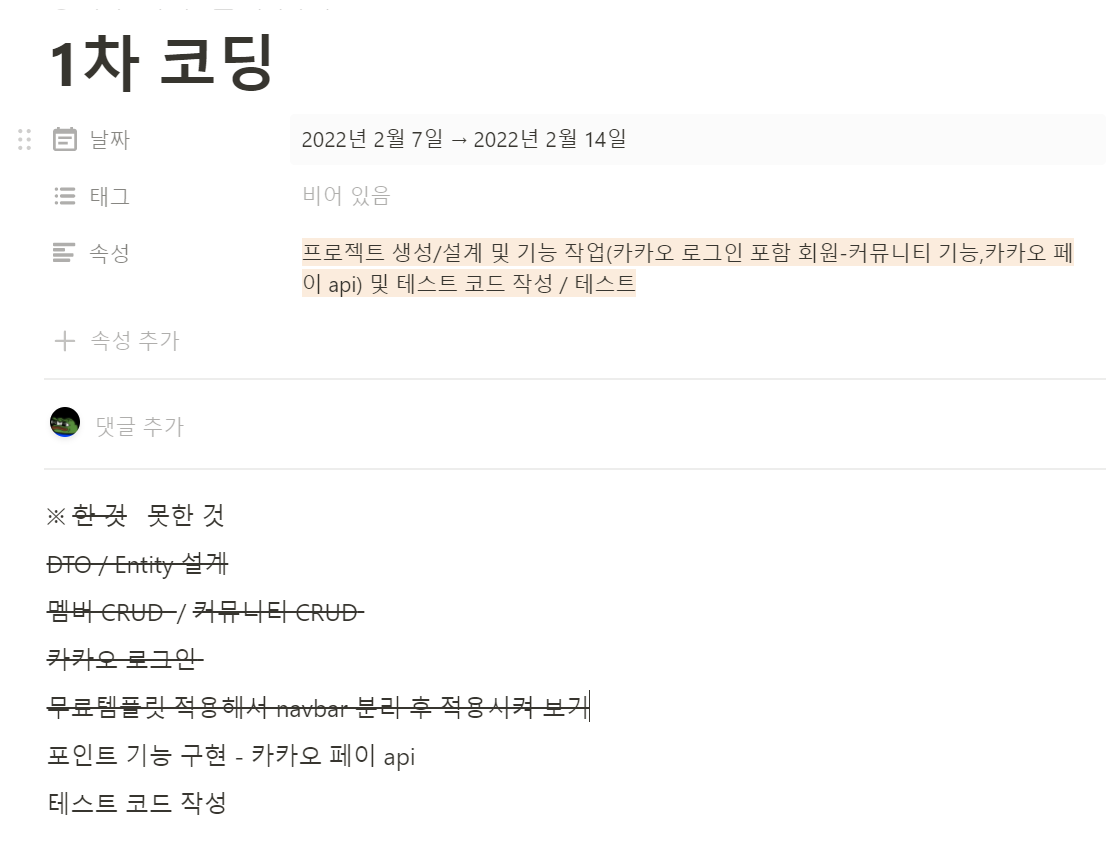 1차 코딩
날짜 2022년 2월 7일 → 2022년 2월 14일
태그 비어 있음
속성 프로젝트 생성/설계 및 기능 작업(카카오 로그인 포함 회원-커뮤니티 기능,카카오 페
이 api) 및 테스트 코드 작성 / 테스트
속성 추가
댓글 추가
※ 한 것 못한 것
DTO / Entity 설계
멤버 CRUD / 커뮤니티 CRUD
카카오 로그인
무료템플릿 적용해서 navbar 분리 후 적용시켜 보기
포인트 기능 구현 - 카카오 페이 api
테스트 코드 작성